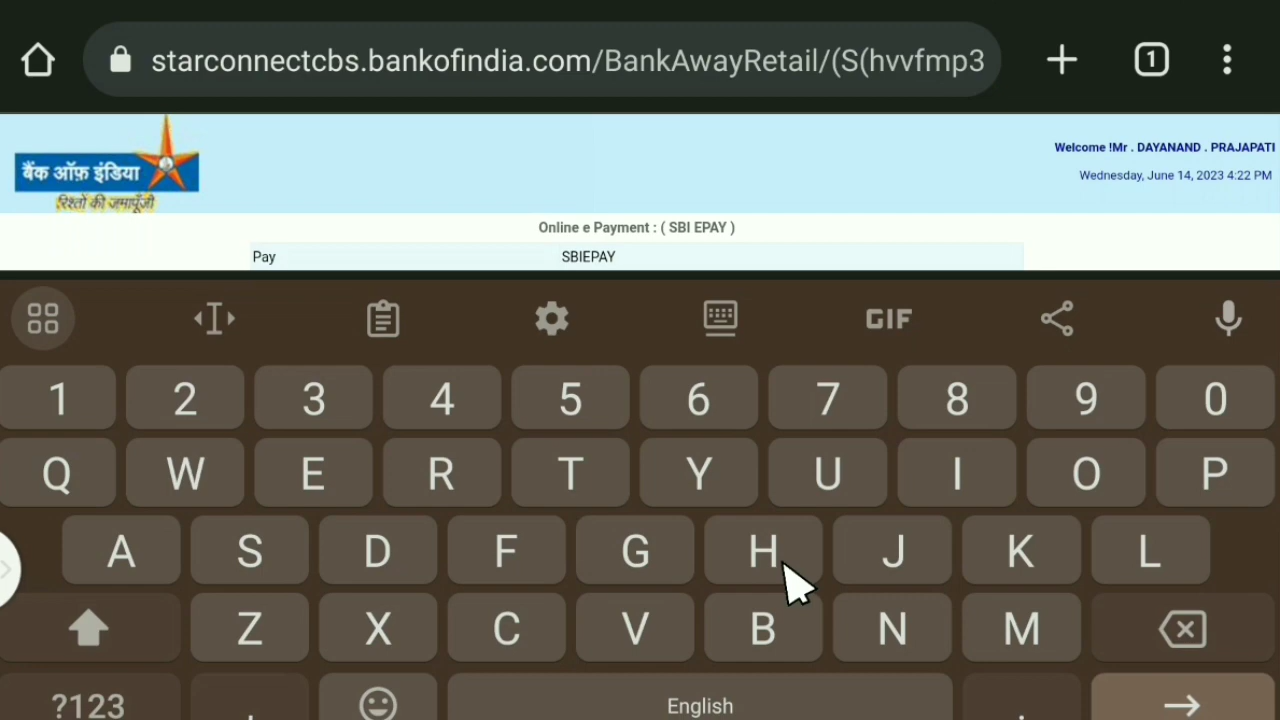 starconnectcbs.bankofindia.com/BankAwayRetail/(S(hvvfmp3
1
बैंक ऑफ़ इंडिया
रिश्तों की जमापूँजी
Welcome !Mr . DAYANAND . PRAJAPATI
Wednesday, June 14, 2023 4:22 PM
Online e Payment : ( SBI EPAY )
Pay SBIEPAY
GIF
1 2 3 4 5 6 7 8 9 0
Q W E R T Y U I O P
A S D F G H J K L
Z X C V B N M
?123 , English .